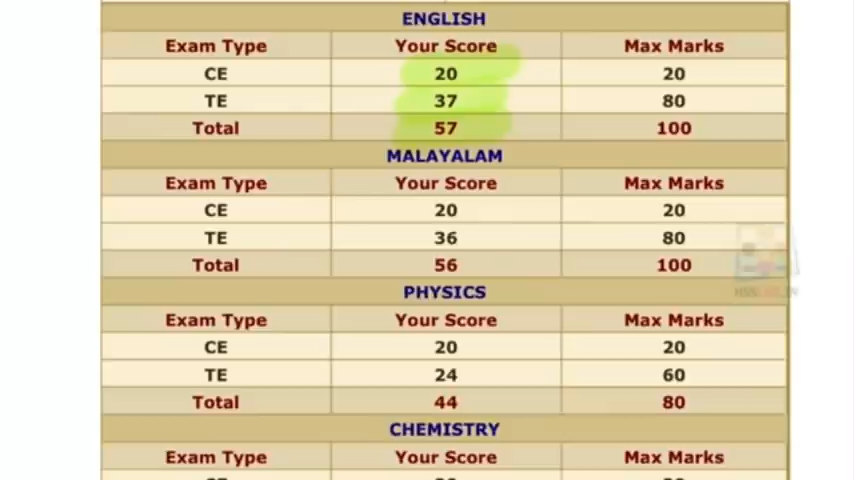 ENGLISH
Exam Type Your Score Max Marks
CE 20 20
TE 37 80
Total 57 100
MALAYALAM
Exam Type Your Score Max Marks
CE 20 20
TE 36 80
Total 56 100
PHYSICS
Exam Type Your Score Max Marks
CE 20 20
TE 24 60
Total 44 80
CHEMISTRY
Exam Type Your Score Max Marks